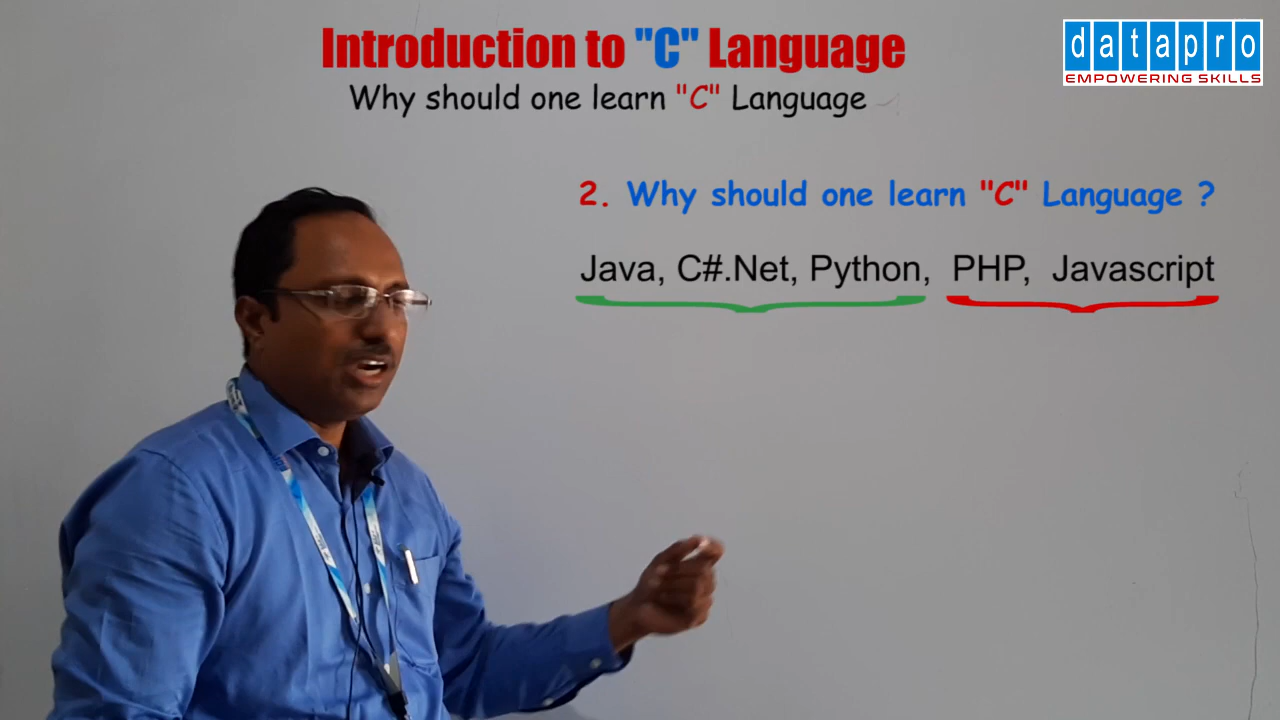 Introduction to "C" Language
Why should one learn "C" Language
datapro
EMPOWERING SKILLS
2. Why should one learn "C" Language ?
Java, C#.Net, Python, PHP, Javascript